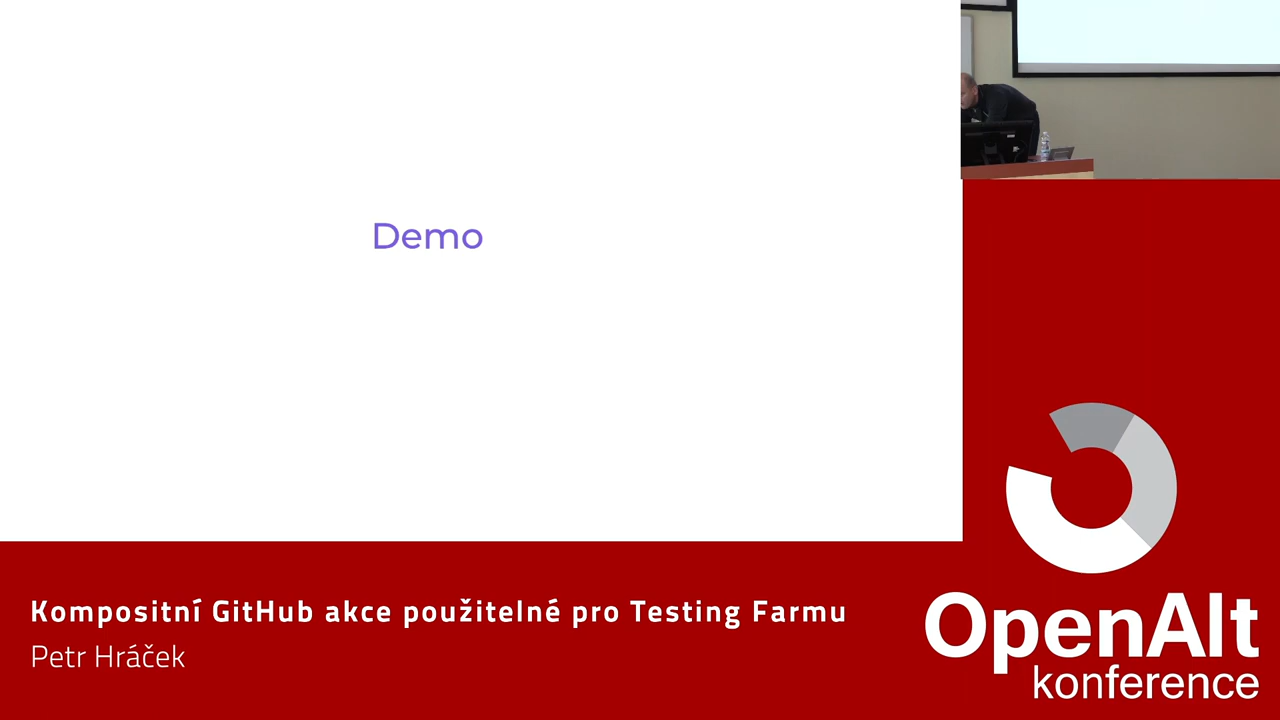 Demo
Kompositní GitHub akce použitelné pro Testing Farmu
Petr Hráček
OpenAlt
konference